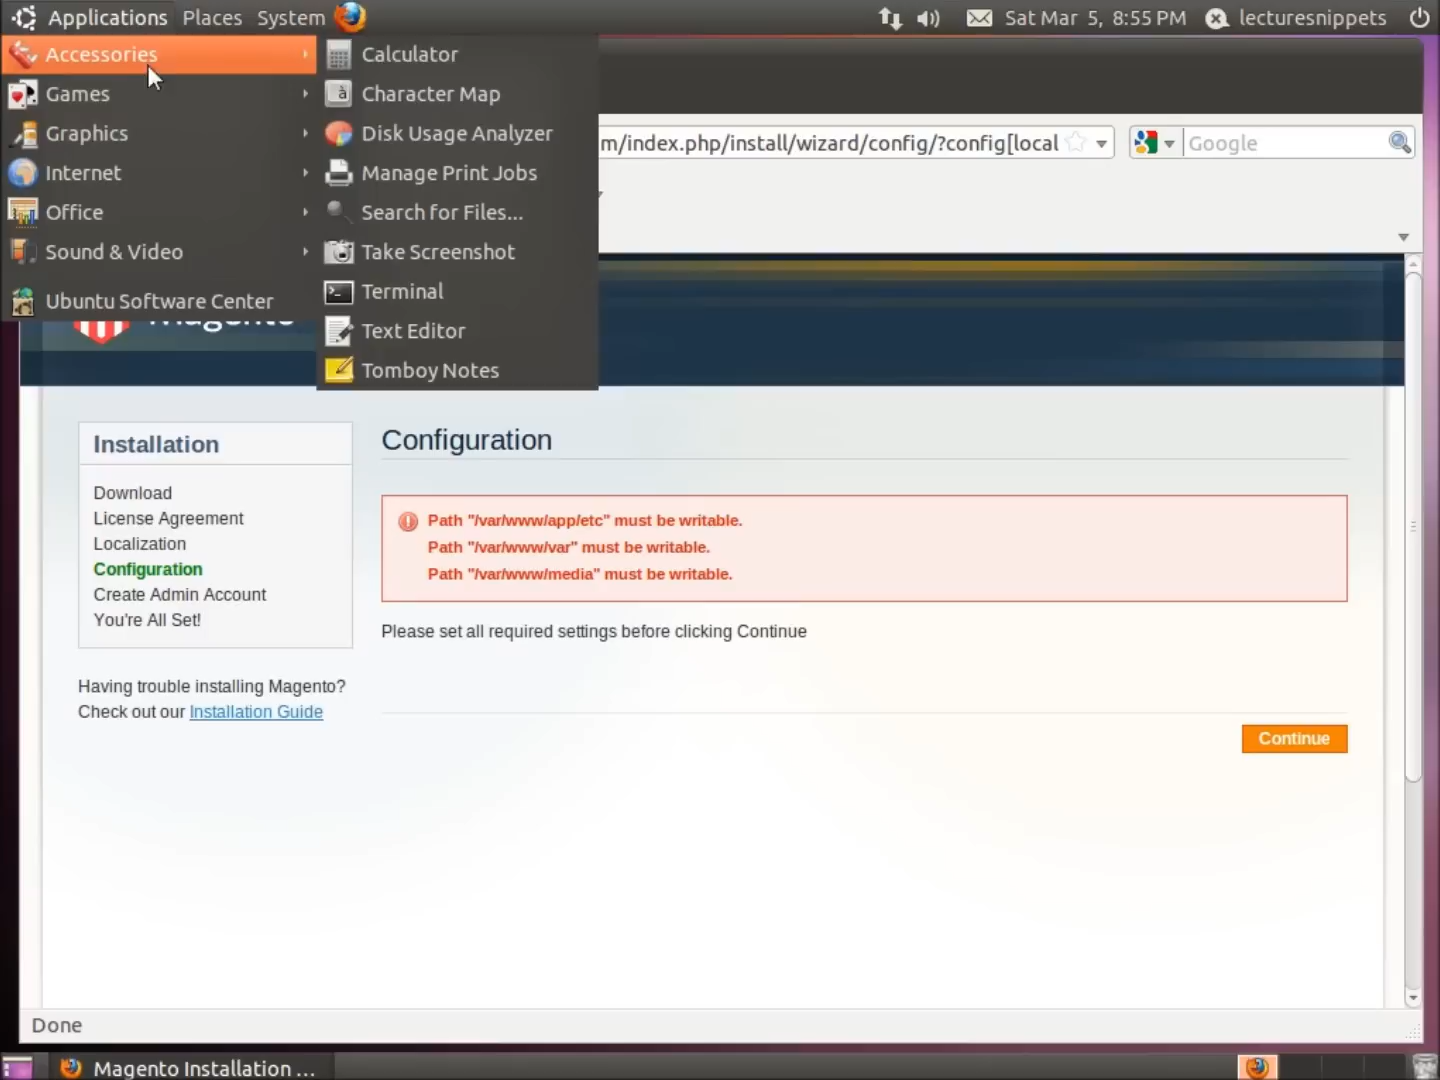 Applications Places System Sat Mar 5, 8:55 PM lecturesnippets
Accessories
Games
Graphics
Internet
Office
Sound & Video
Ubuntu Software Center
Calculator
Character Map
Disk Usage Analyzer
Manage Print Jobs
Search for Files...
Take Screenshot
Terminal
Text Editor
Tomboy Notes
m/index.php/install/wizard/config/?config[local
Google
Magento
Installation
Download
License Agreement
Localization
Configuration
Create Admin Account
You're All Set!
Having trouble installing Magento?
Check out our Installation Guide
Configuration
Path "/var/www/app/etc" must be writable.
Path "/var/www/var" must be writable.
Path "/var/www/media" must be writable.
Please set all required settings before clicking Continue
Continue
Done
Magento Installation ...